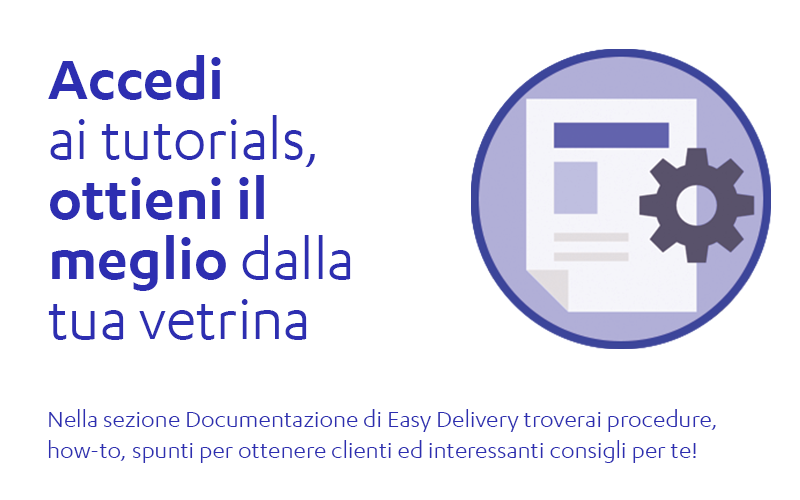 Accedi
ai tutorials,
ottieni il
meglio dalla
tua vetrina
Nella sezione Documentazione di Easy Delivery troverai procedure,
how-to, spunti per ottenere clienti ed interessanti consigli per te!